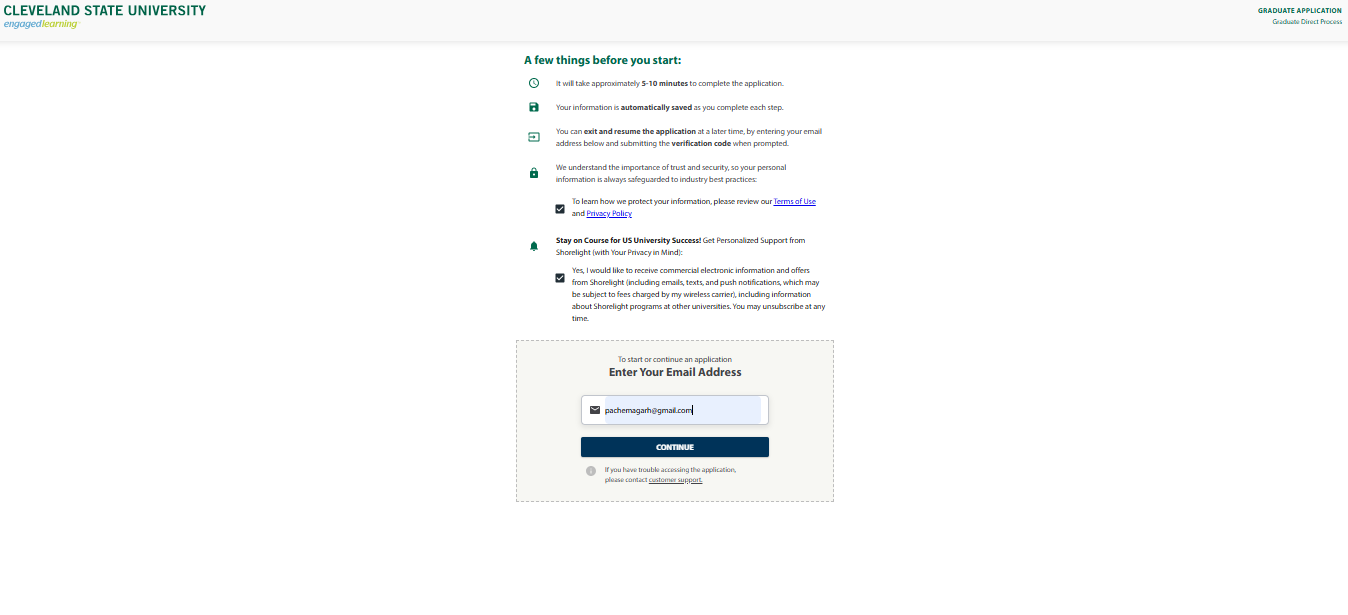 CLEVELAND STATE UNIVERSITY
engagedlearning
GRADUATE APPLICATION
Graduate Direct Process
A few things before you start:
It will take approximately 5-10 minutes to complete the application.
Your information is automatically saved as you complete each step.
You can exit and resume the application at a later time, by entering your email
address below and submitting the verification code when prompted.
We understand the importance of trust and security, so your personal
information is always safeguarded to industry best practices:
To learn how we protect your information, please review our Terms of Use
and Privacy Policy
Stay on Course for US University Success! Get Personalized Support from
Shorelight (with Your Privacy in Mind):
Yes, I would like to receive commercial electronic information and offers
from Shorelight (including emails, texts, and push notifications, which may
be subject to fees charged by my wireless carrier), including information
about Shorelight programs at other universities. You may unsubscribe at any
time.
To start or continue an application
Enter Your Email Address
pachemagarh@gmail.com
CONTINUE
If you have trouble accessing the application,
please contact customer support.